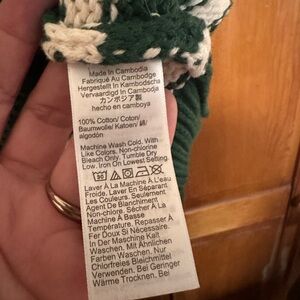 Made In Cambodia
Fabriqué Au Cambodge
Hergestellt In Kambodscha
Vervaardigd In Cambodja
カンボジア製
hecho en camboya
100% Cotton/ Coton/
Baumwolle/ Katoen/ 綿/
algodón
Machine Wash Cold. With
Like Colors. Non-chlorine
Bleach Only. Tumble Dry
Low. Iron On Lowest Setting.
Laver À La Machine À L'eau
Froide. Laver En Séparant
Les Couleurs. Seulement
Agent De Blanchiment
Non-Chlore. Sécher À La
Machine À Basse
Température. Repasser À
Fer Doux Si Nécessaire.
In Der Maschine Kalt
Waschen. Mit Ähnlichen
Farben Waschen. Nur
Chlorfreies Bleichmittel
Verwenden. Bei Geringer
Wärme Trocknen. Bei